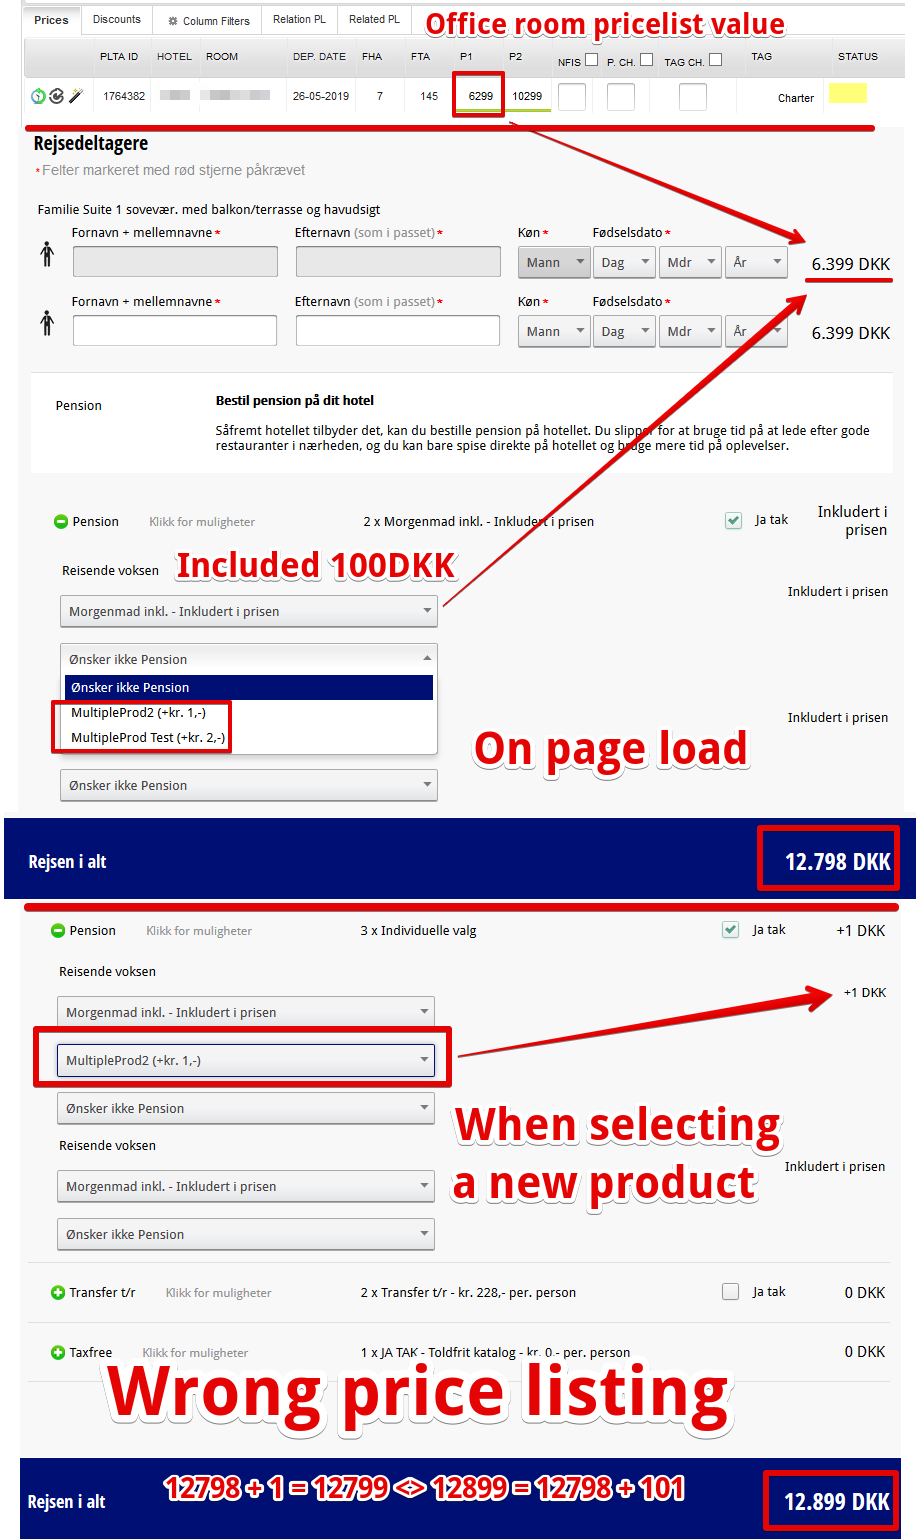 Prices Discounts Column Filters Relation PL Related PL
Office room pricelist value
PLTA ID HOTEL ROOM DEP. DATE FHA FTA P1 P2 NFIS P. CH. TAG CH. TAG STATUS
1764382 26-05-2019 7 145 6299 10299 Charter
Rejsedeltagere
* Felter markeret med rød stjerne påkrævet
Familie Suite 1 sovevær. med balkon/terrasse og havudsigt
Fornavn + mellemnavne * Efternavn (som i passet) * Køn * Fødselsdato *
Mann Dag Mdr År 6.399 DKK
Fornavn + mellemnavne * Efternavn (som i passet) * Køn * Fødselsdato *
Mann Dag Mdr År 6.399 DKK
Pension
Bestil pension på dit hotel
Såfremt hotellet tilbyder det, kan du bestille pension på hotellet. Du slipper for at bruge tid på at lede efter gode
restauranter i nærheden, og du kan bare spise direkte på hotellet og bruge mere tid på oplevelser.
Pension Klikk for muligheter 2 x Morgenmad inkl. - Inkludert i prisen Ja tak Inkludert i
prisen
Reisende voksen
Included 100DKK
Inkludert i prisen
Morgenmad inkl. - Inkludert i prisen
Ønsker ikke Pension
Ønsker ikke Pension
MultipleProd2 (+kr. 1,-)
Inkludert i prisen
MultipleProd Test (+kr. 2,-)
On page load
Ønsker ikke Pension
Rejsen i alt 12.798 DKK
Pension Klikk for muligheter 3 x Individuelle valg Ja tak +1 DKK
Reisende voksen
+1 DKK
Morgenmad inkl. - Inkludert i prisen
MultipleProd2 (+kr. 1,-)
Ønsker ikke Pension
When selecting
a new product
Reisende voksen
Inkludert i prisen
Morgenmad inkl. - Inkludert i prisen
Ønsker ikke Pension
Transfer t/r Klikk for muligheter 2 x Transfer t/r - kr. 228,- per. person Ja tak 0 DKK
Taxfree Klikk for muligheter 1 x JA TAK - Toldfrit katalog - kr. 0,- per. person 0 DKK
Wrong price listing
12798 + 1 = 12799 <> 12899 = 12798 + 101
Rejsen i alt 12.899 DKK